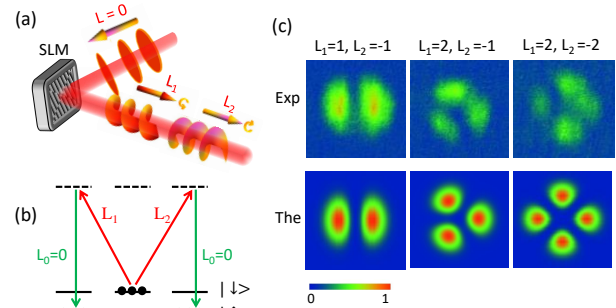 (a)
SLM
L = 0
L₁
L₂
(b)
L₁
L₂
L₀=0
L₀=0
| ↓>
(c)
L₁=1, L₂=-1
L₁=2, L₂=-1
L₁=2, L₂=-2
Exp
The
0
1